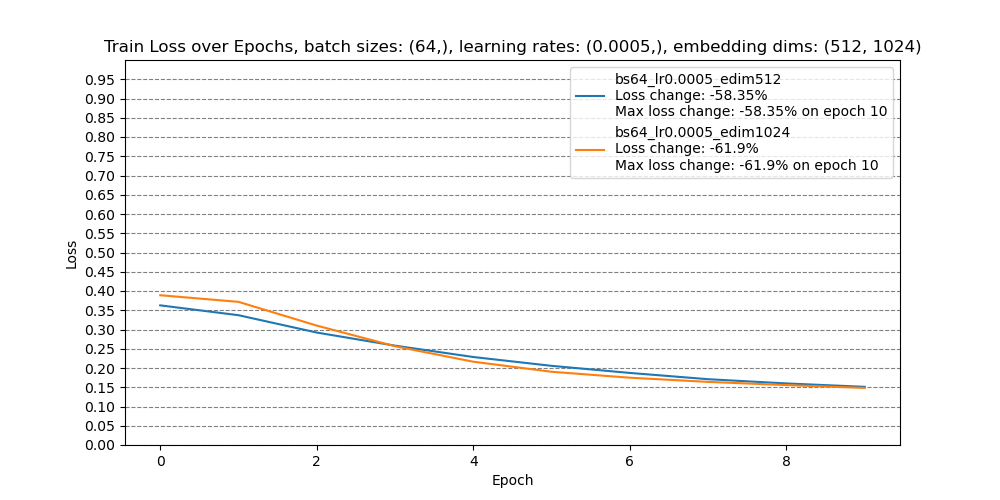 Train Loss over Epochs, batch sizes: (64,), learning rates: (0.0005,), embedding dims: (512, 1024)
bs64_lr0.0005_edim512
Loss change: -58.35%
Max loss change: -58.35% on epoch 10
bs64_lr0.0005_edim1024
Loss change: -61.9%
Max loss change: -61.9% on epoch 10
Loss
0.95
0.90
0.85
0.80
0.75
0.70
0.65
0.60
0.55
0.50
0.45
0.40
0.35
0.30
0.25
0.20
0.15
0.10
0.05
0.00
0 2 4 6 8
Epoch